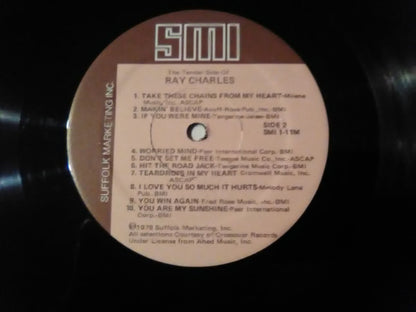 SMI
The Tender Side Of
RAY CHARLES
1. TAKE THESE CHAINS FROM MY HEART-Milene
Music, Inc. ASCAP
2. MAKIN' BELIEVE-Acuff-Rose Pub., Inc.-BMI
3. IF YOU WERE MINE-Tangerine Music-BMI
SIDE 2
SMI 1-11M
4. WORRIED MIND-Peer International Corp. BMI
5. DON'T SET ME FREE-Teague Music Co. Inc.-ASCAP
6. HIT THE ROAD JACK-Tangerine Music Corp.-BMI
7. TEARDROPS IN MY HEART Cromwell Music, Inc.
ASCAP
8. I LOVE YOU SO MUCH IT HURTS-Melody Lane
Pub. BMI
9. YOU WIN AGAIN-Fred Rose Music, Inc.-BMI
10. YOU ARE MY SUNSHINE-Peer International
Corp.-BMI
℗1978 Suffolk Marketing, Inc.
All selections Courtesy of Crossover Records
Under License from Ahed Music, Inc.
SUFFOLK MARKETING INC.